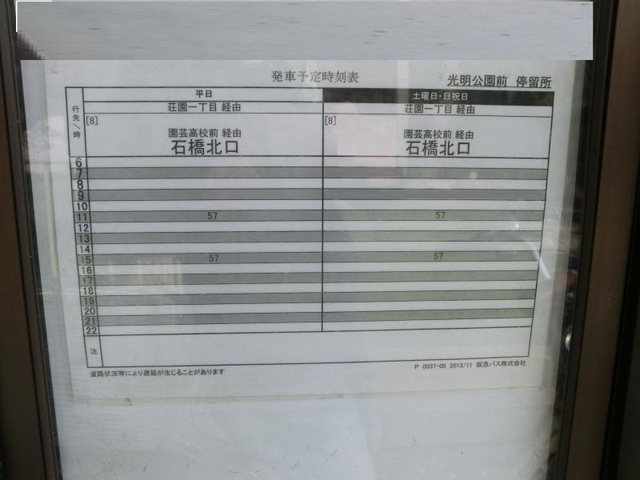 発車予定時刻表
光明公園前 停留所
行先/時
平日
土曜日・日祝日
荘園一丁目 経由
荘園一丁目 経由
[8]
[8]
園芸高校前 経由
園芸高校前 経由
石橋北口
石橋北口
6
7
8
9
10
11 57 57
12
13
14
15 57 57
16
17
18
19
20
21
22
注
道路状況等により遅延が生じることがあります
P 0037-00 2013/11 阪急バス株式会社